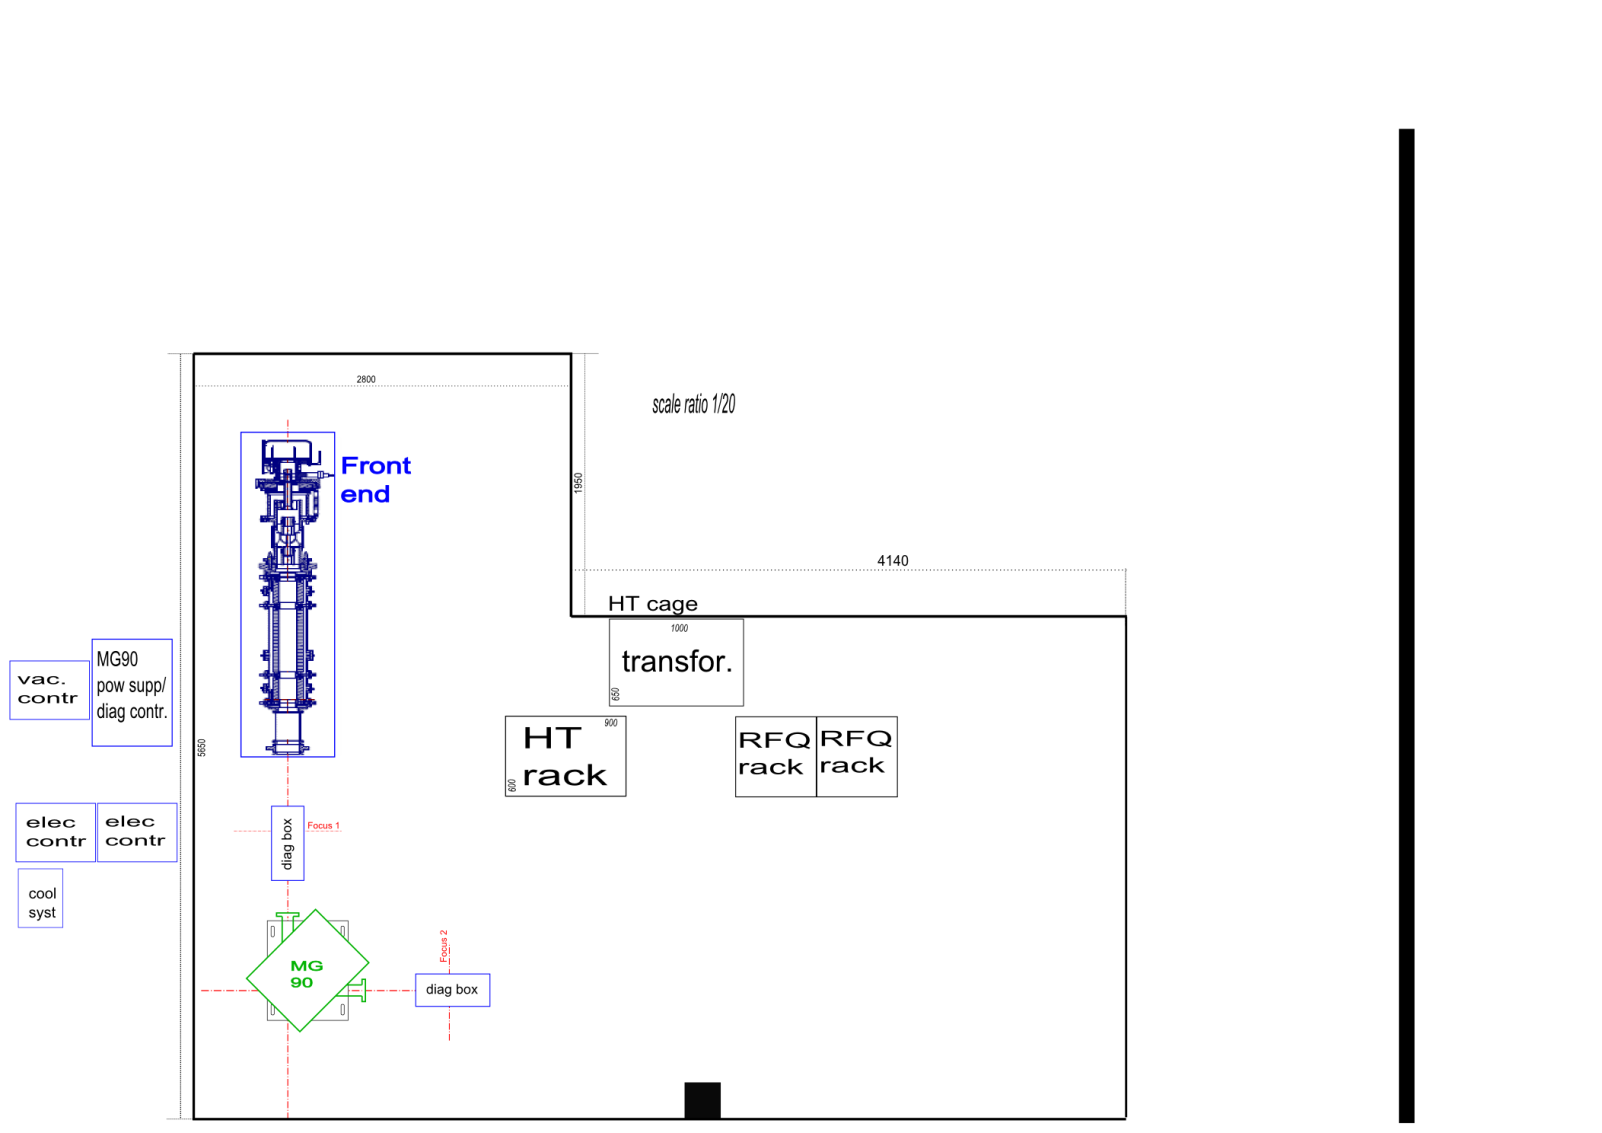 2800
scale ratio 1/20
Front
end
1950
4140
HT cage
1000
transfor.
650
MG90
pow supp/
diag contr.
vac.
contr
5650
HT
rack
900
600
RFQ
rack
RFQ
rack
elec
contr
elec
contr
diag box
Focus 1
cool
syst
MG
90
Focus 2
diag box